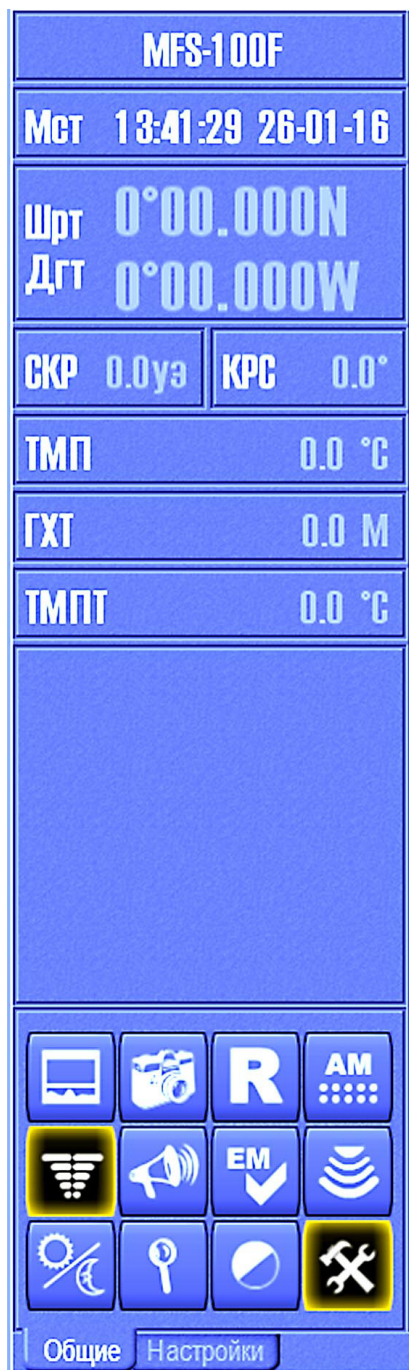 MFS-100F
Мст 13:41:29 26-01-16
Шрт 0°00.000N
Дгт 0°00.000W
СКР 0.0уэ КРС 0.0°
ТМП 0.0 °C
ГХТ 0.0 М
ТМПТ 0.0 °C
R AM
EM
Общие Настройки